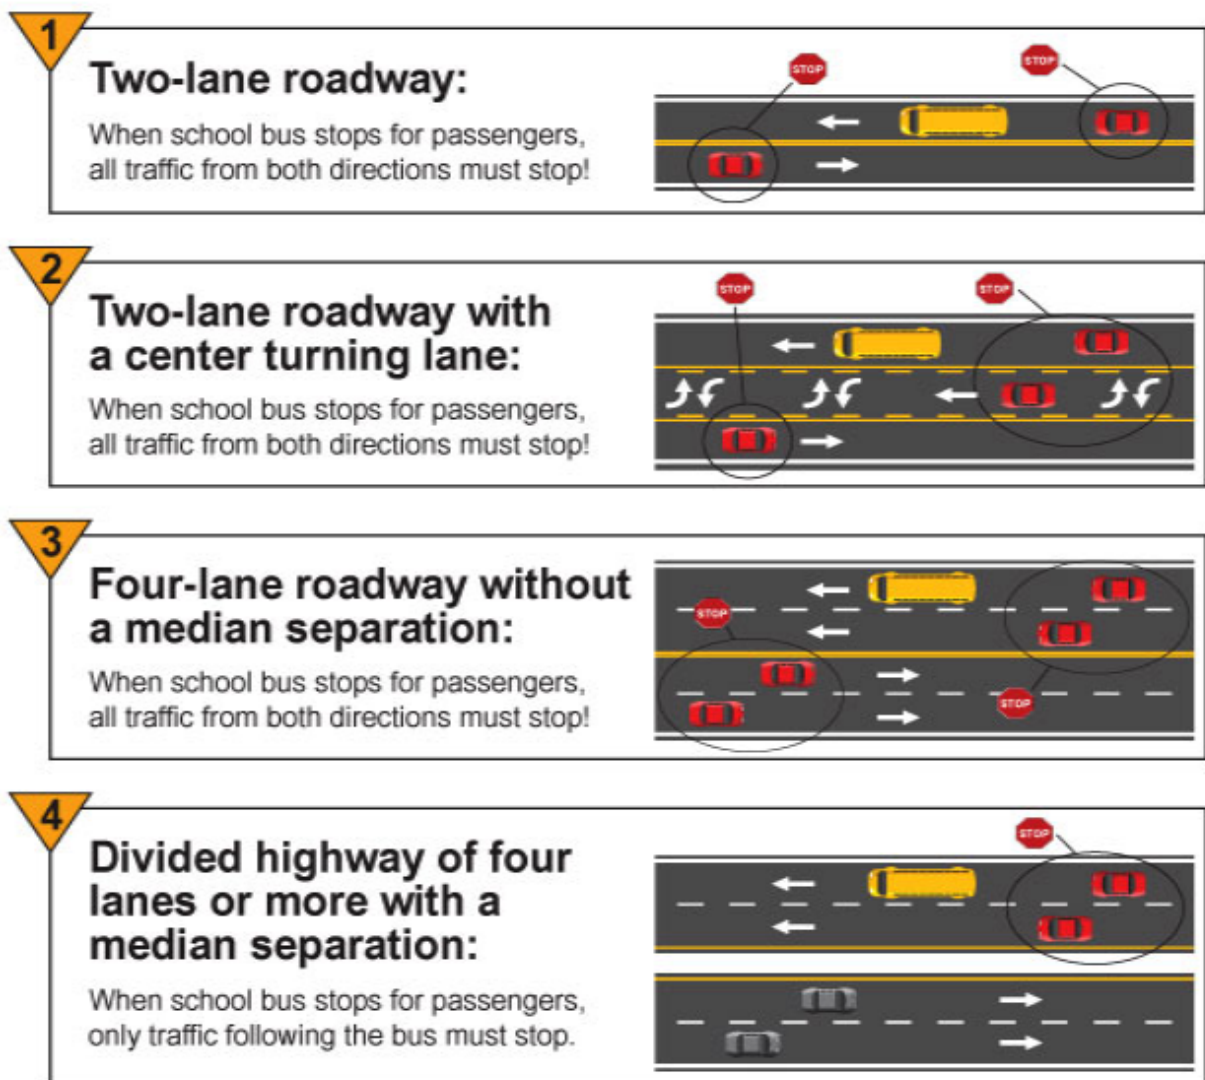 1
Two-lane roadway:
When school bus stops for passengers,
all traffic from both directions must stop!
STOP
STOP
2
Two-lane roadway with
a center turning lane:
When school bus stops for passengers,
all traffic from both directions must stop!
STOP
STOP
3
Four-lane roadway without
a median separation:
When school bus stops for passengers,
all traffic from both directions must stop!
STOP
STOP
4
Divided highway of four
lanes or more with a
median separation:
When school bus stops for passengers,
only traffic following the bus must stop.
STOP